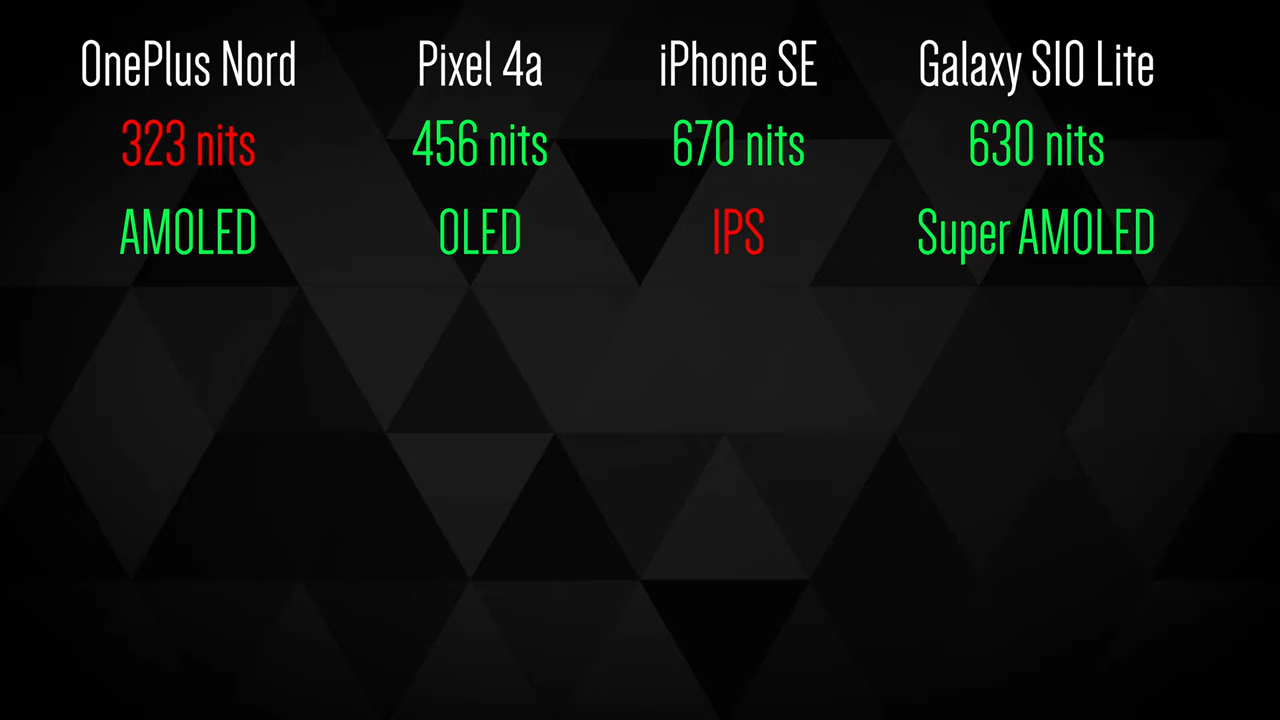 OnePlus Nord Pixel 4a iPhone SE Galaxy S10 Lite
323 nits 456 nits 670 nits 630 nits
AMOLED OLED IPS Super AMOLED